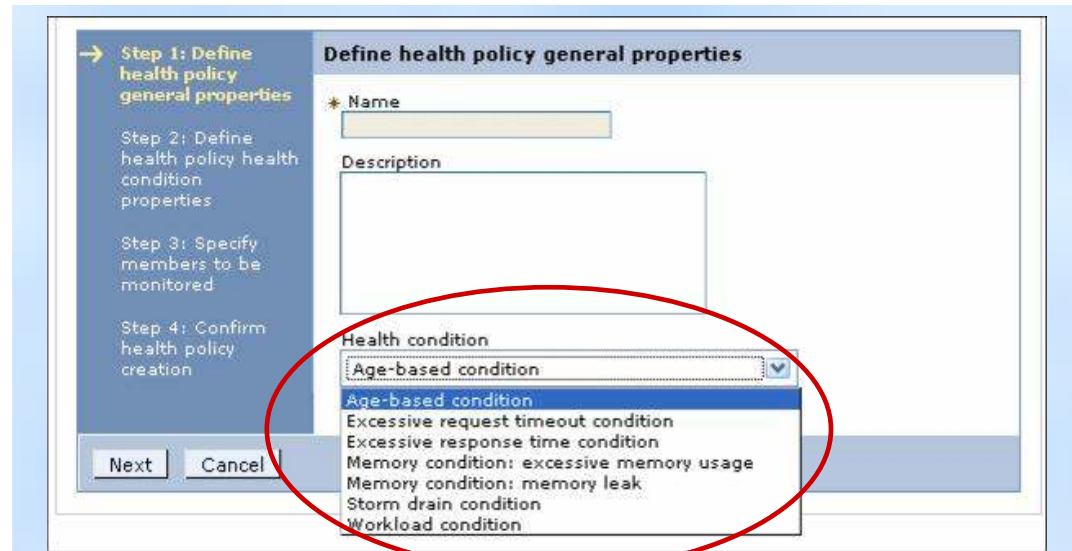 Step 1: Define
health policy
general properties
Step 2: Define
health policy health
condition
properties
Step 3: Specify
members to be
monitored
Step 4: Confirm
health policy
creation
Define health policy general properties
* Name
Description
Health condition
Age-based condition
Age-based condition
Excessive request timeout condition
Excessive response time condition
Memory condition: excessive memory usage
Memory condition: memory leak
Storm drain condition
Workload condition
Next Cancel